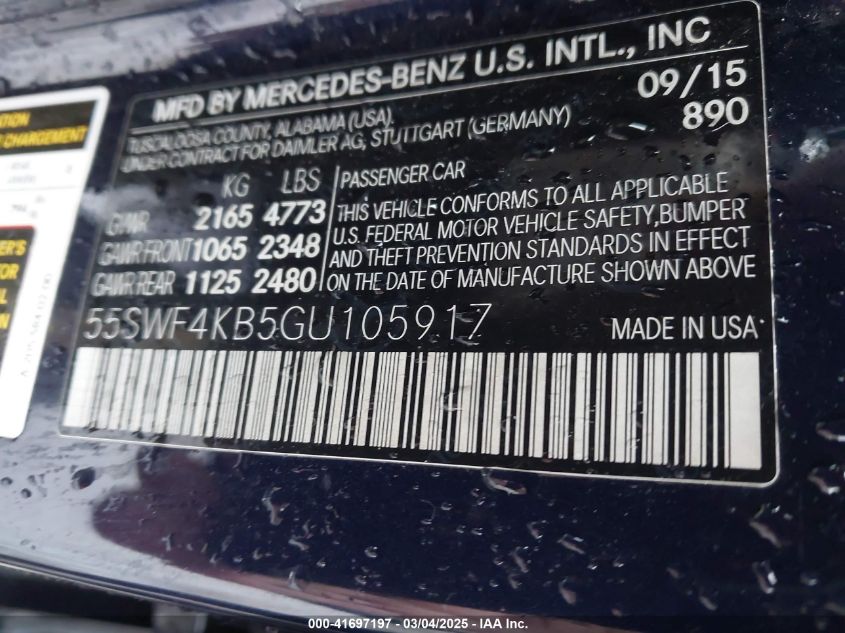 MFD BY MERCEDES-BENZ U.S. INTL., INC
TUSCALOOSA COUNTY, ALABAMA (USA).
UNDER CONTRACT FOR DAIMLER AG, STUTTGART (GERMANY)
09/15
890
KG LBS
GVWR 2165 4773
GAWR FRONT 1065 2348
GAWR REAR 1125 2480
PASSENGER CAR
THIS VEHICLE CONFORMS TO ALL APPLICABLE
U.S. FEDERAL MOTOR VEHICLE SAFETY,BUMPER
AND THEFT PREVENTION STANDARDS IN EFFECT
ON THE DATE OF MANUFACTURE SHOWN ABOVE
55SWF4KB5GU105917
MADE IN USA
CHARGEMENT
000-41697197 - 03/04/2025 - IAA Inc.